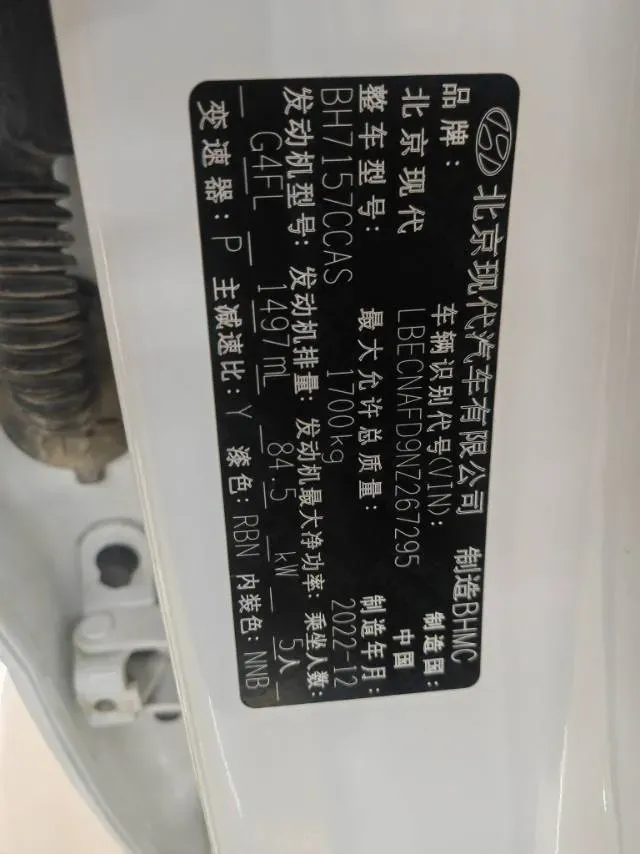 北京现代汽车有限公司 制造BHMC
品牌: 车辆识别代号(VIN): 制造国:
北京现代 LBECNAFD9NZ267295 中国
整车型号: 最大允许总质量: 制造年月:
BH7157CCAS 1700kg 2022-12
发动机型号: 发动机排量: 发动机最大净功率: 乘坐人数:
G4FL 1497mL 84.5 kW 5人
变速器: P 主减速比: Y 漆色: RBN 内装色: NNB